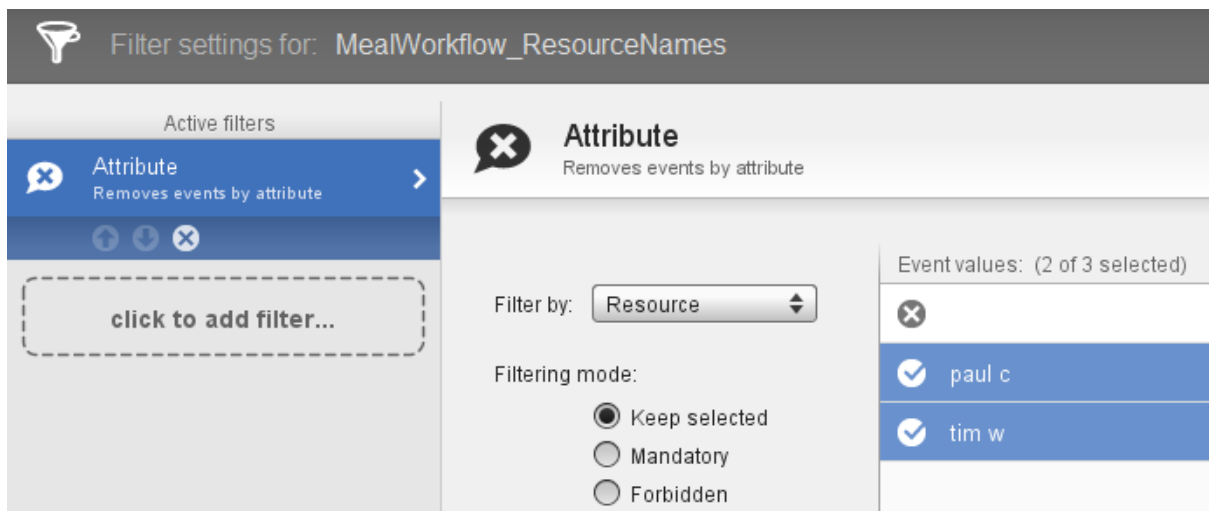 Filter settings for: MealWorkflow_ResourceNames
Active filters
Attribute
Removes events by attribute
click to add filter...
Attribute
Removes events by attribute
Filter by: Resource
Filtering mode:
Keep selected
Mandatory
Forbidden
Event values: (2 of 3 selected)
paul c
tim w